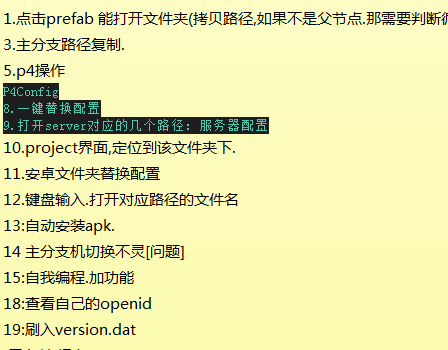 1.点击prefab 能打开文件夹(拷贝路径,如果不是父节点.那需要判断
3.主分支路径复制.
5.p4操作
P4Config
8.一键替换配置
9.打开server对应的几个路径：服务器配置
10.project界面,定位到该文件夹下.
11.安卓文件夹替换配置
12.键盘输入.打开对应路径的文件名
13:自动安装apk.
14 主分支机切换不灵[问题]
15:自我编程.加功能
18:查看自己的openid
19:刷入version.dat